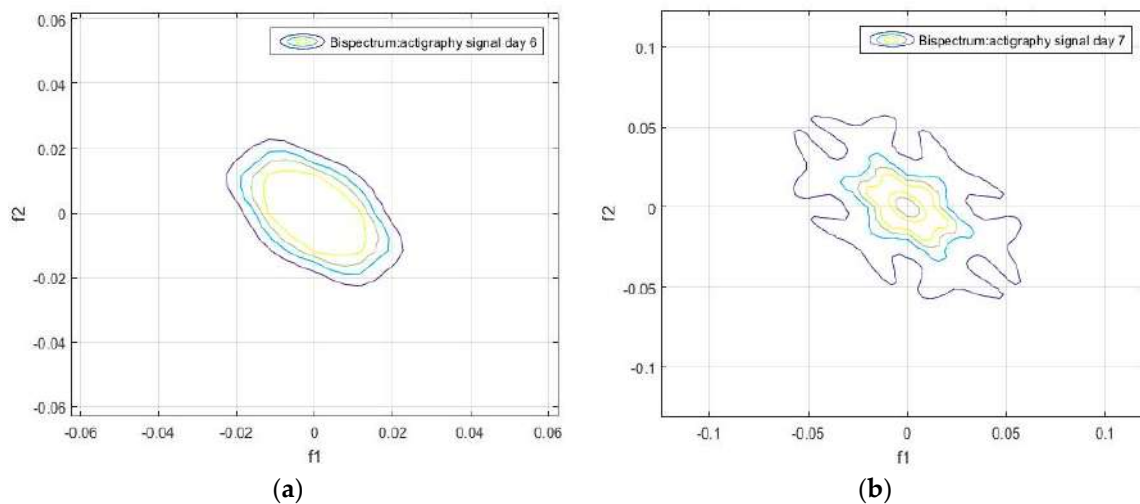 Bispectrum:actigraphy signal day 6
0.06
0.04
0.02
0
-0.02
-0.04
-0.06
f2
-0.06 -0.04 -0.02 0 0.02 0.04 0.06
f1
(a)
Bispectrum:actigraphy signal day 7
0.1
0.05
0
-0.05
-0.1
f2
-0.1 -0.05 0 0.05 0.1
f1
(b)